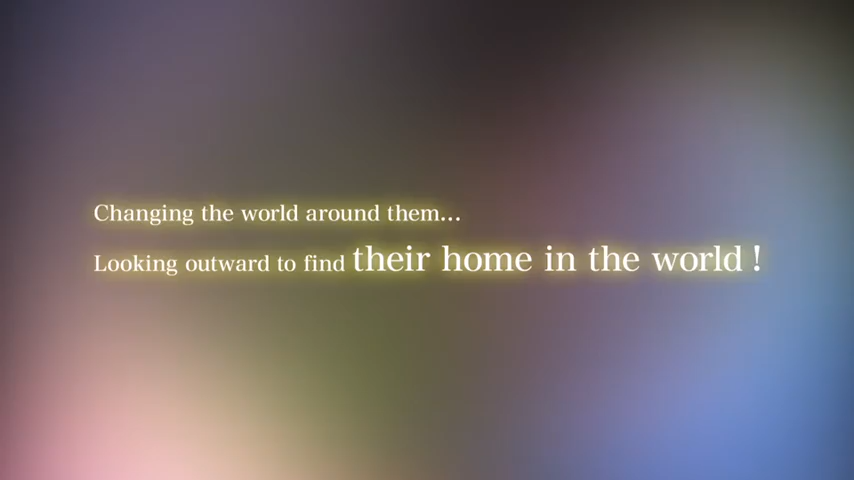 Changing the world around them...
Looking outward to find their home in the world !